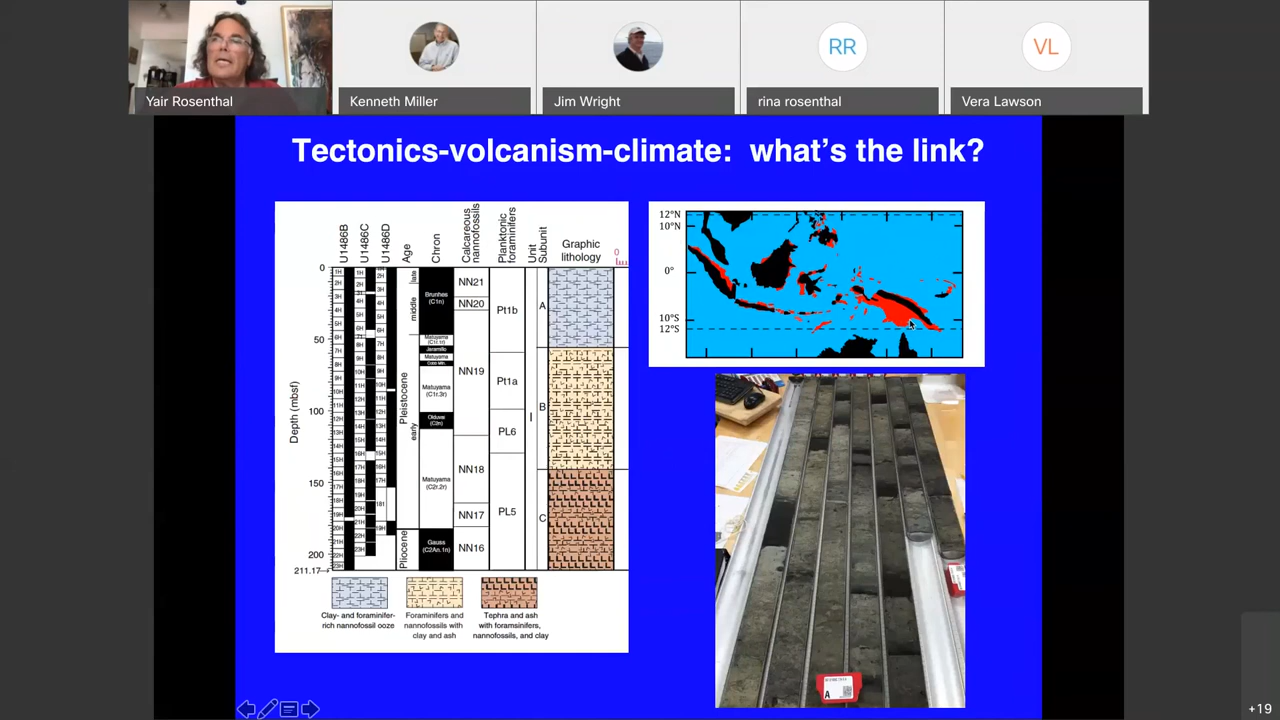 Yair Rosenthal
Kenneth Miller
Jim Wright
RR
rina rosenthal
VL
Vera Lawson
Tectonics-volcanism-climate: what's the link?
U1486B
U1486C
U1486D
Age
Chron
Calcareous
nannofossils
Planktonic
foraminifers
Unit
Subunit
Graphic
lithology
0
Depth (mbsf)
0
50
100
150
200
211.17
late
middle
Pleistocene
early
Pliocene
Brunhes
(C1n)
Jaramillo
Matuyama
Matuyama
(C1r.3r)
Olduvai
(C2n)
Matuyama
(C2r.2r)
Gauss
(C2An.1n)
NN21
NN20
NN19
NN18
NN17
NN16
Pt1b
Pt1a
PL6
PL5
I
A
B
C
Clay- and foraminifer-
rich nannofossil ooze
Foraminifers and
nannofossils with
clay and ash
Tephra and ash
with foramsinifers,
nannofossils, and clay
12°N
10°N
0°
10°S
12°S
A
+19